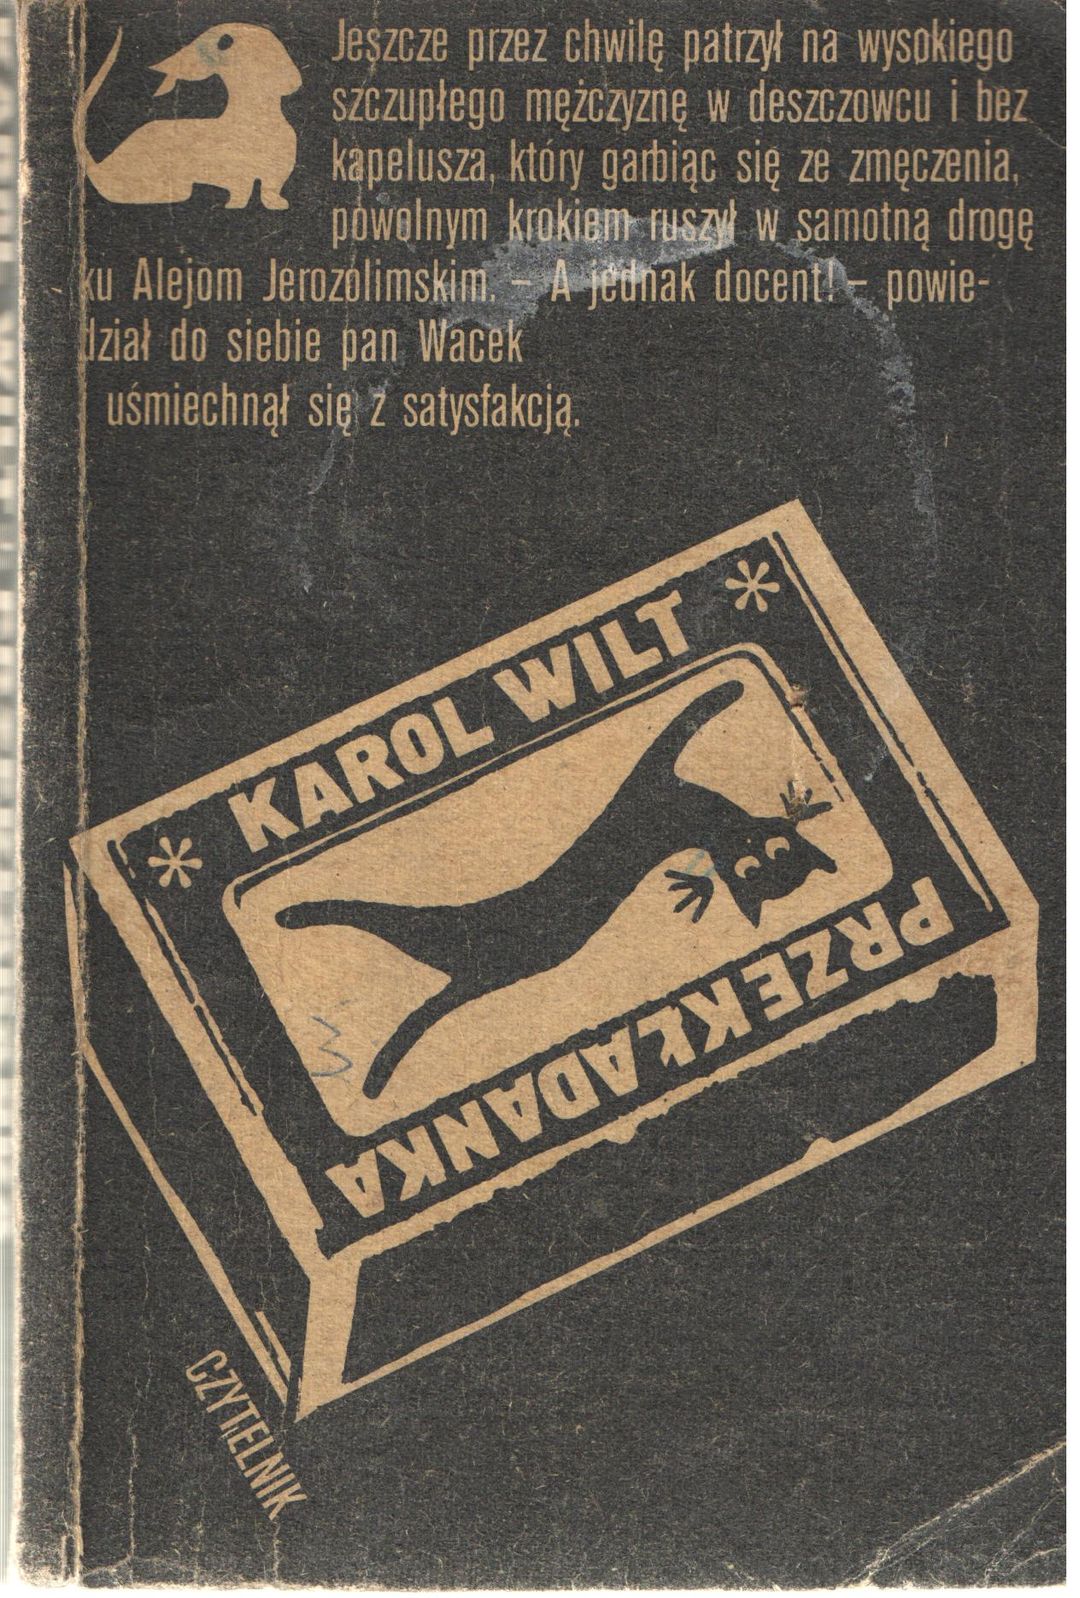 Jeszcze przez chwilę patrzył na wysokiego
szczupłego mężczyznę w deszczowcu i bez
kapelusza, który garbiąc się ze zmęczenia,
powolnym krokiem ruszył w samotną drogę
ku Alejom Jerozolimskim. – A jednak docent! – powie-
dział do siebie pan Wacek
uśmiechnął się z satysfakcją.
* KAROL WILT *
PRZEKŁADANKA
CZYTELNIK